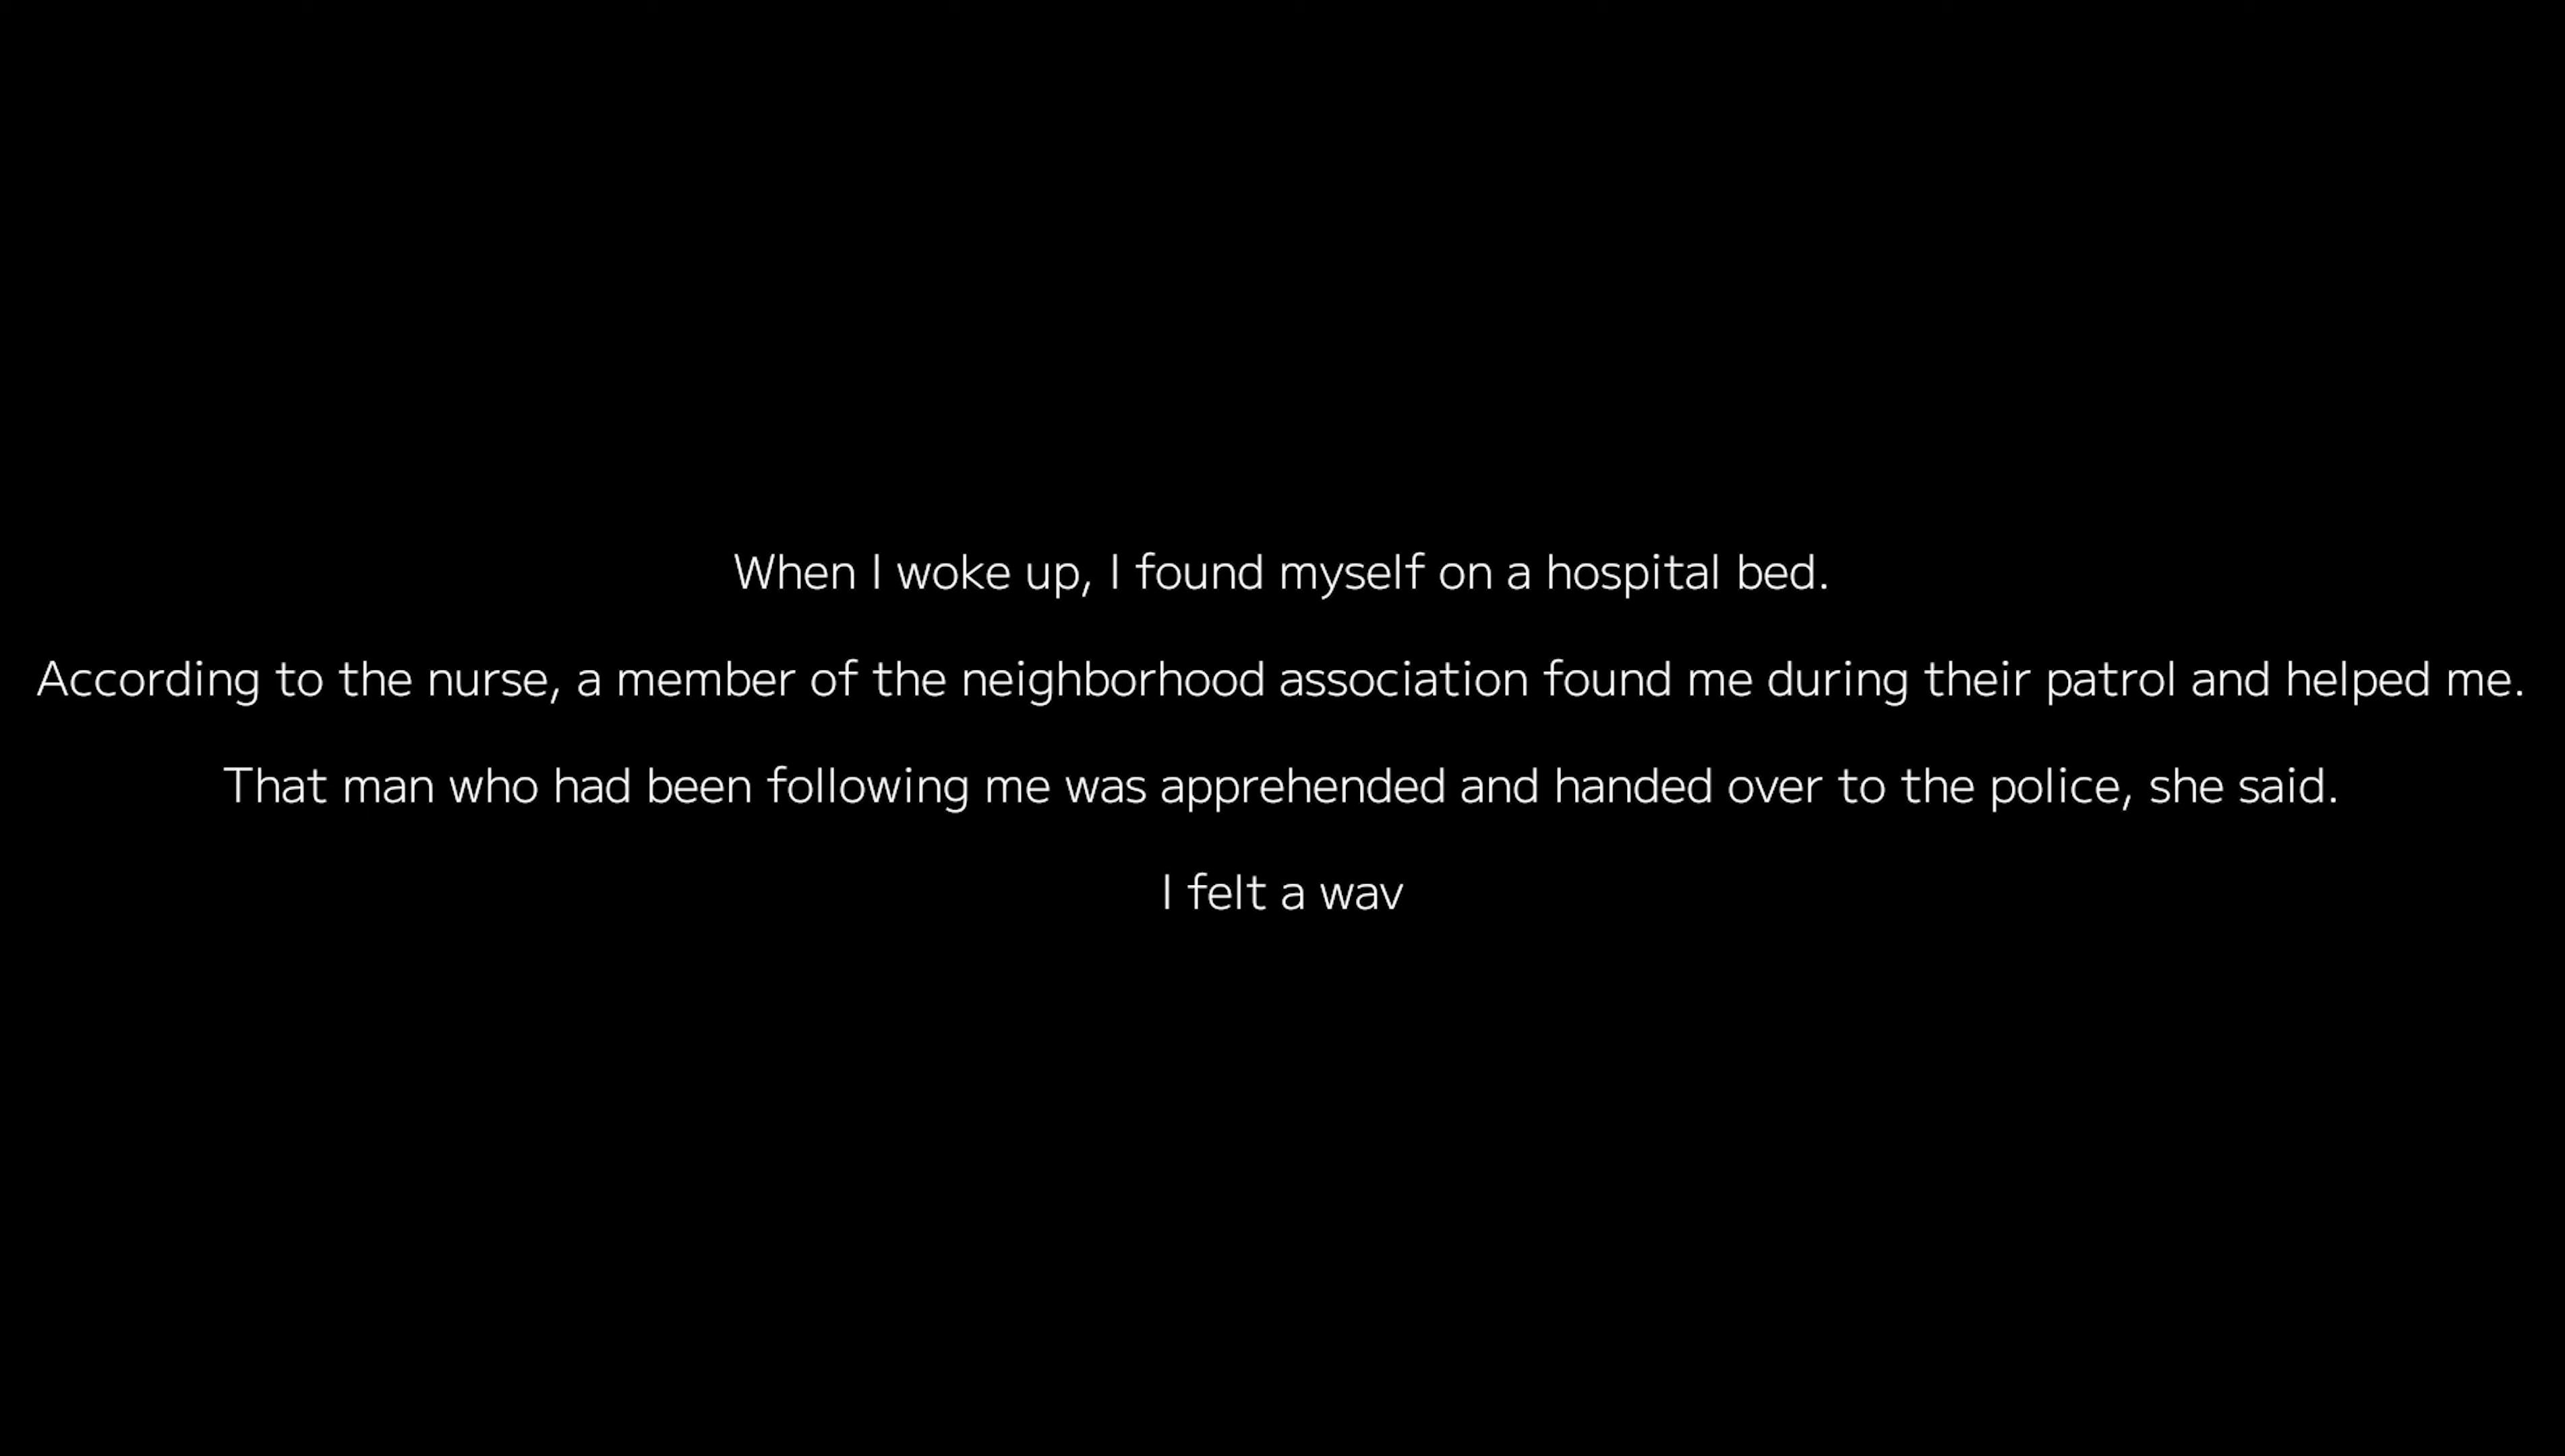 When I woke up, I found myself on a hospital bed.
According to the nurse, a member of the neighborhood association found me during their patrol and helped me.
That man who had been following me was apprehended and handed over to the police, she said.
I felt a wav